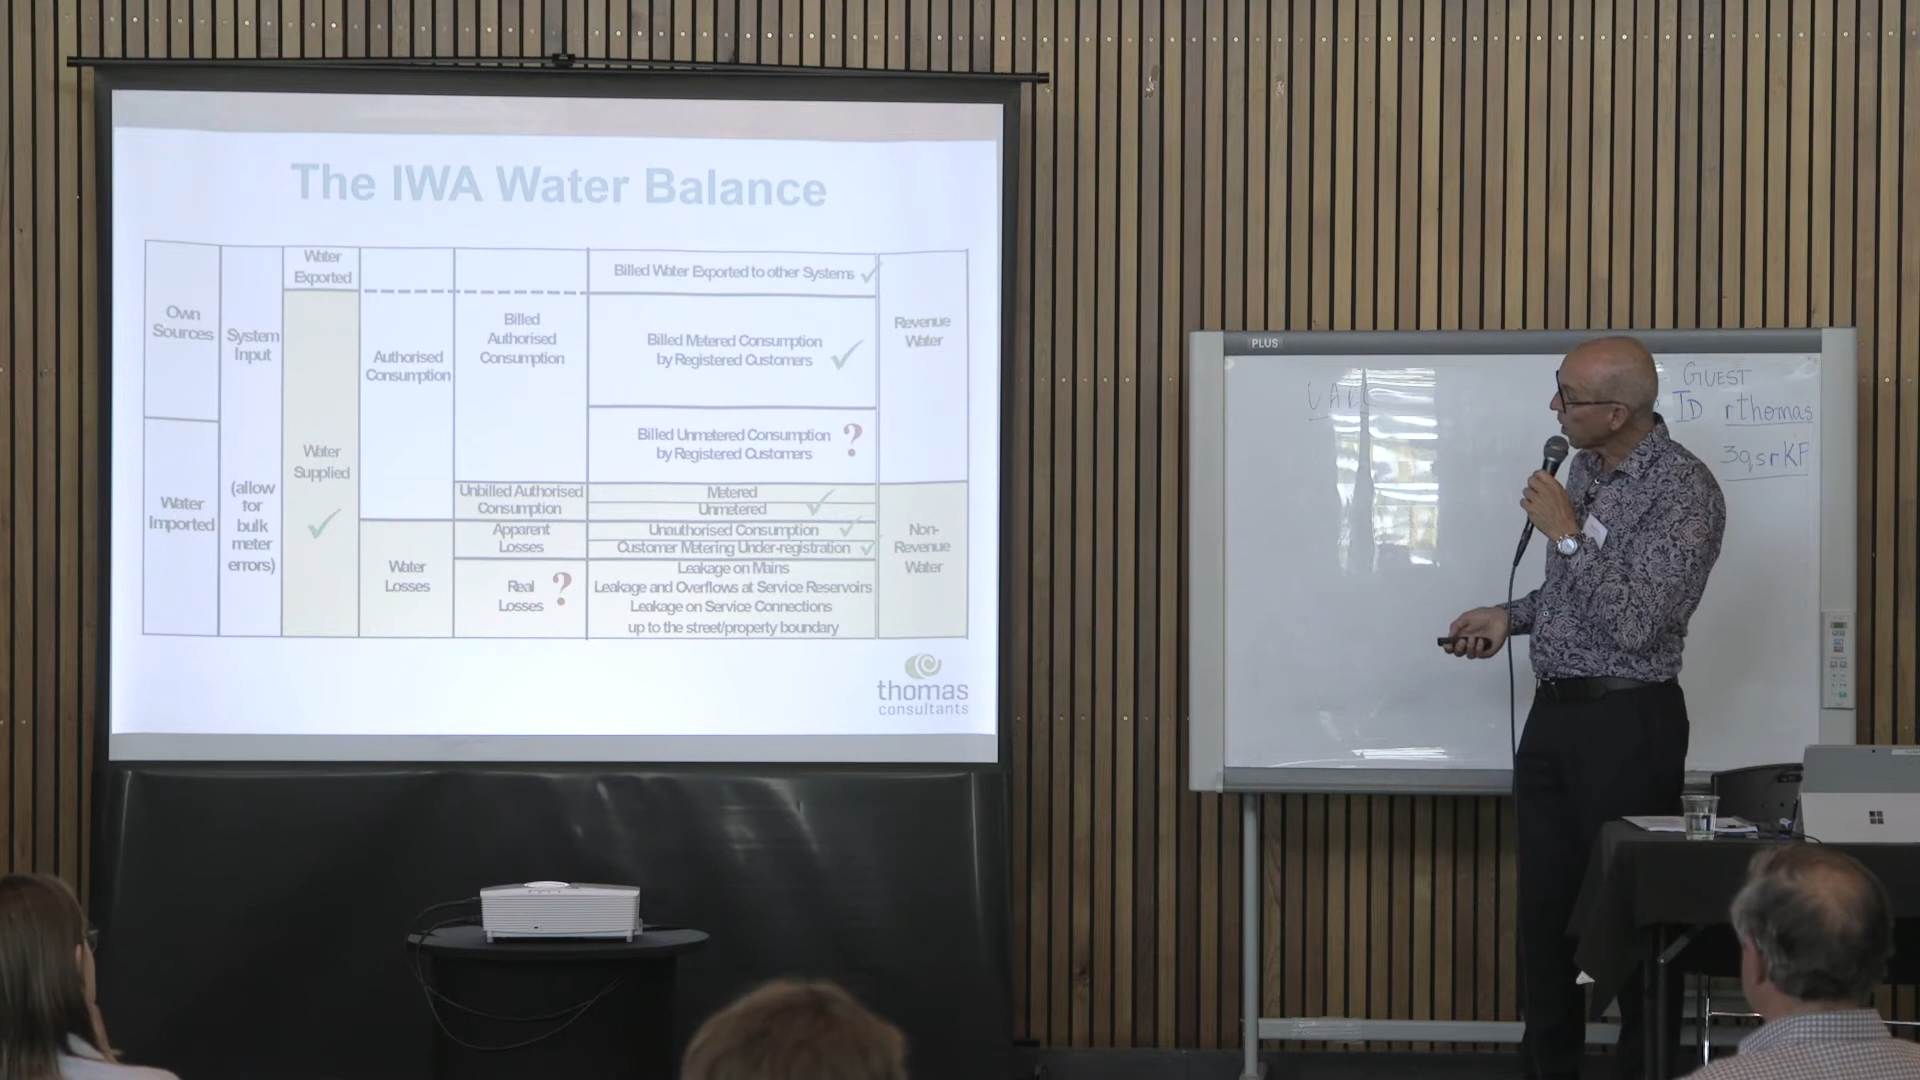 The IWA Water Balance
Own
Sources
Water
Imported
System
Input
(allow
for
bulk
meter
errors)
Water
Exported
Water
Supplied
Authorised
Consumption
Water
Losses
Billed
Authorised
Consumption
Unbilled Authorised
Consumption
Apparent
Losses
Real
Losses ?
Billed Water Exported to other Systems
Billed Metered Consumption
by Registered Customers
Billed Unmetered Consumption
by Registered Customers ?
Metered
Unmetered
Unauthorised Consumption
Customer Metering Under-registration
Leakage on Mains
Leakage and Overflows at Service Reservoirs
Leakage on Service Connections
up to the street/property boundary
Revenue
Water
Non-
Revenue
Water
thomas
consultants
PLUS
GUEST
ID rthomas